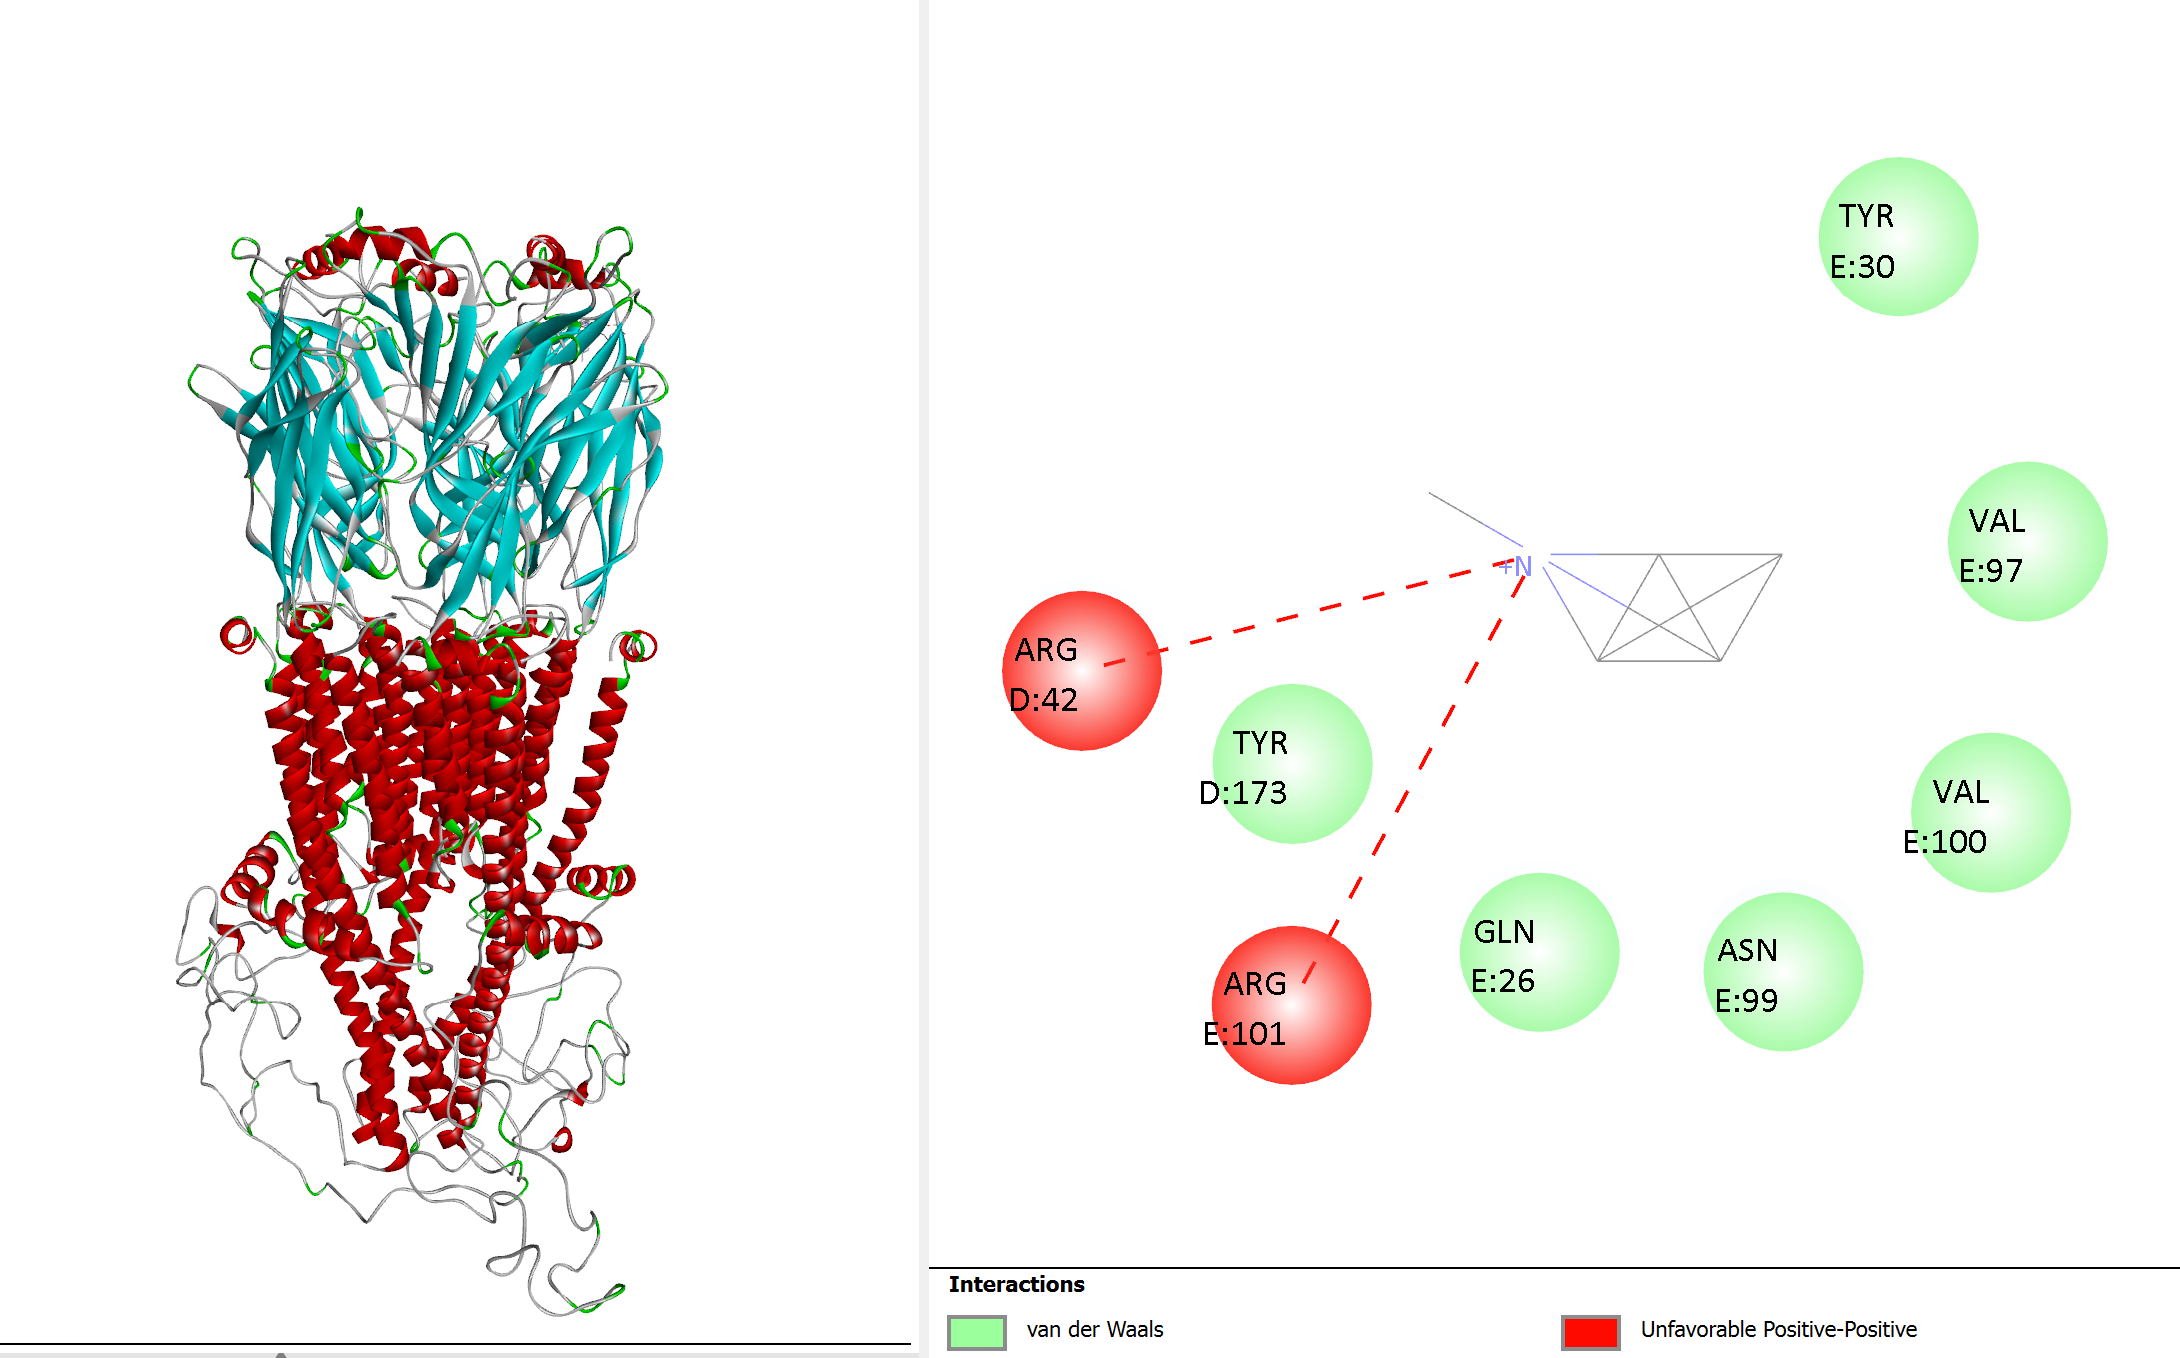 TYR
E:30
VAL
E:97
+N
ARG
D:42
TYR
D:173
VAL
E:100
GLN
E:26
ASN
E:99
ARG
E:101
Interactions
van der Waals
Unfavorable Positive-Positive